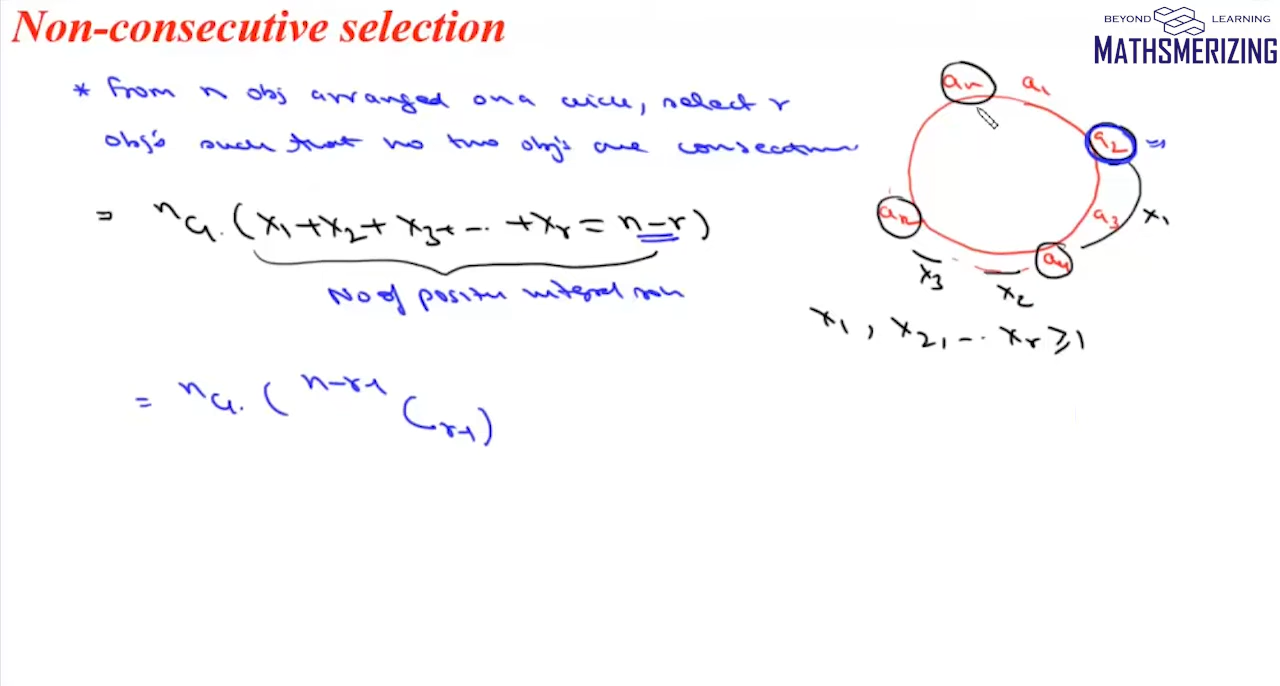 Non-consecutive selection
BEYOND LEARNING
MATHSMERIZING
* From n obj arranged on a circle, select r
obj's such that no two obj's are consecutive
= ⁿC₁.(x₁+x₂+x₃+...+xᵣ=n-r)
No of positive integral soln
= ⁿC₁.(ⁿ⁻ʳ⁻¹Cᵣ₋₁)
a₁
a₂ =
a₃
x₁
a₄
x₂
x₃
x₁, x₂, ... xᵣ ≥ 1